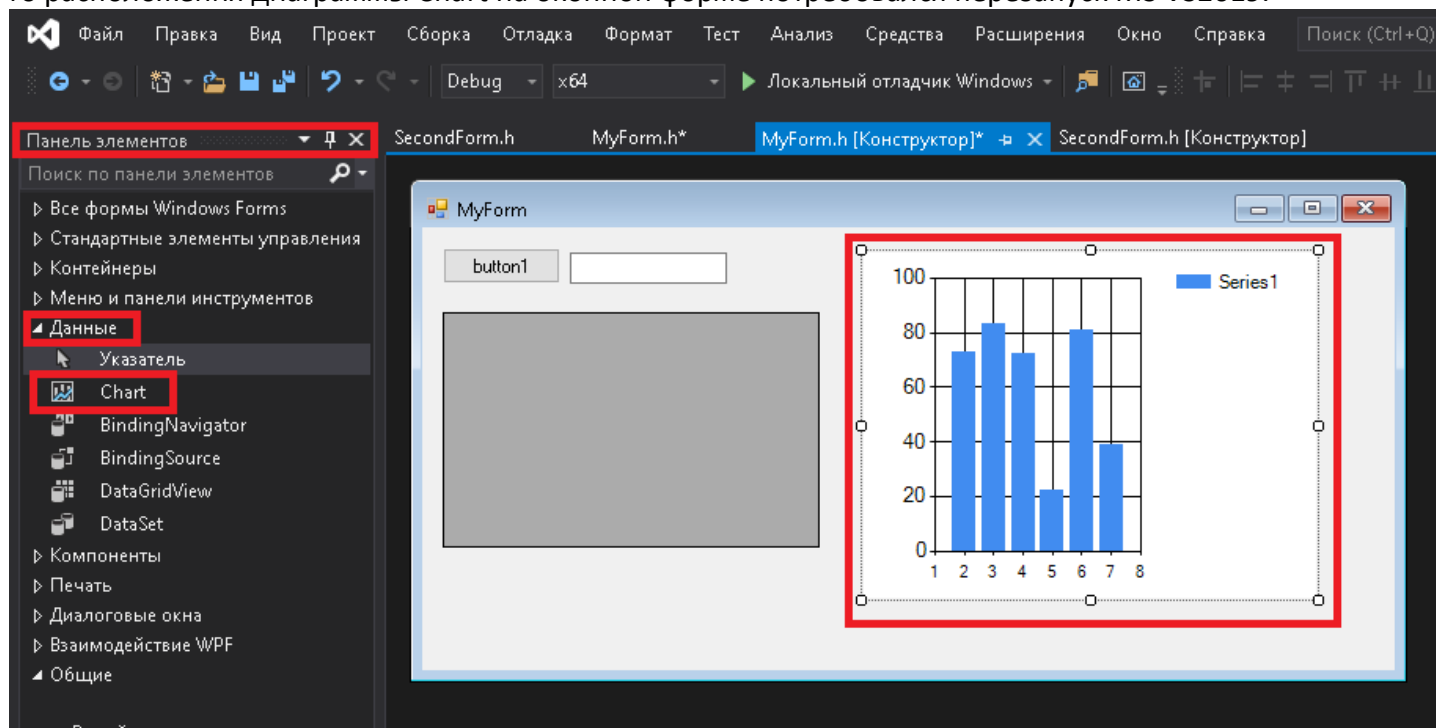 Файл Правка Вид Проект Сборка Отладка Формат Тест Анализ Средства Расширения Окно Справка Поиск (Ctrl+Q)
Debug x64 Локальный отладчик Windows
Панель элементов
SecondForm.h MyForm.h* MyForm.h [Конструктор]* SecondForm.h [Конструктор]
Поиск по панели элементов
Все формы Windows Forms
Стандартные элементы управления
Контейнеры
Меню и панели инструментов
Данные
Указатель
Chart
BindingNavigator
BindingSource
DataGridView
DataSet
Компоненты
Печать
Диалоговые окна
Взаимодействие WPF
Общие
MyForm
button1
100
80
60
40
20
0
1 2 3 4 5 6 7 8
Series1